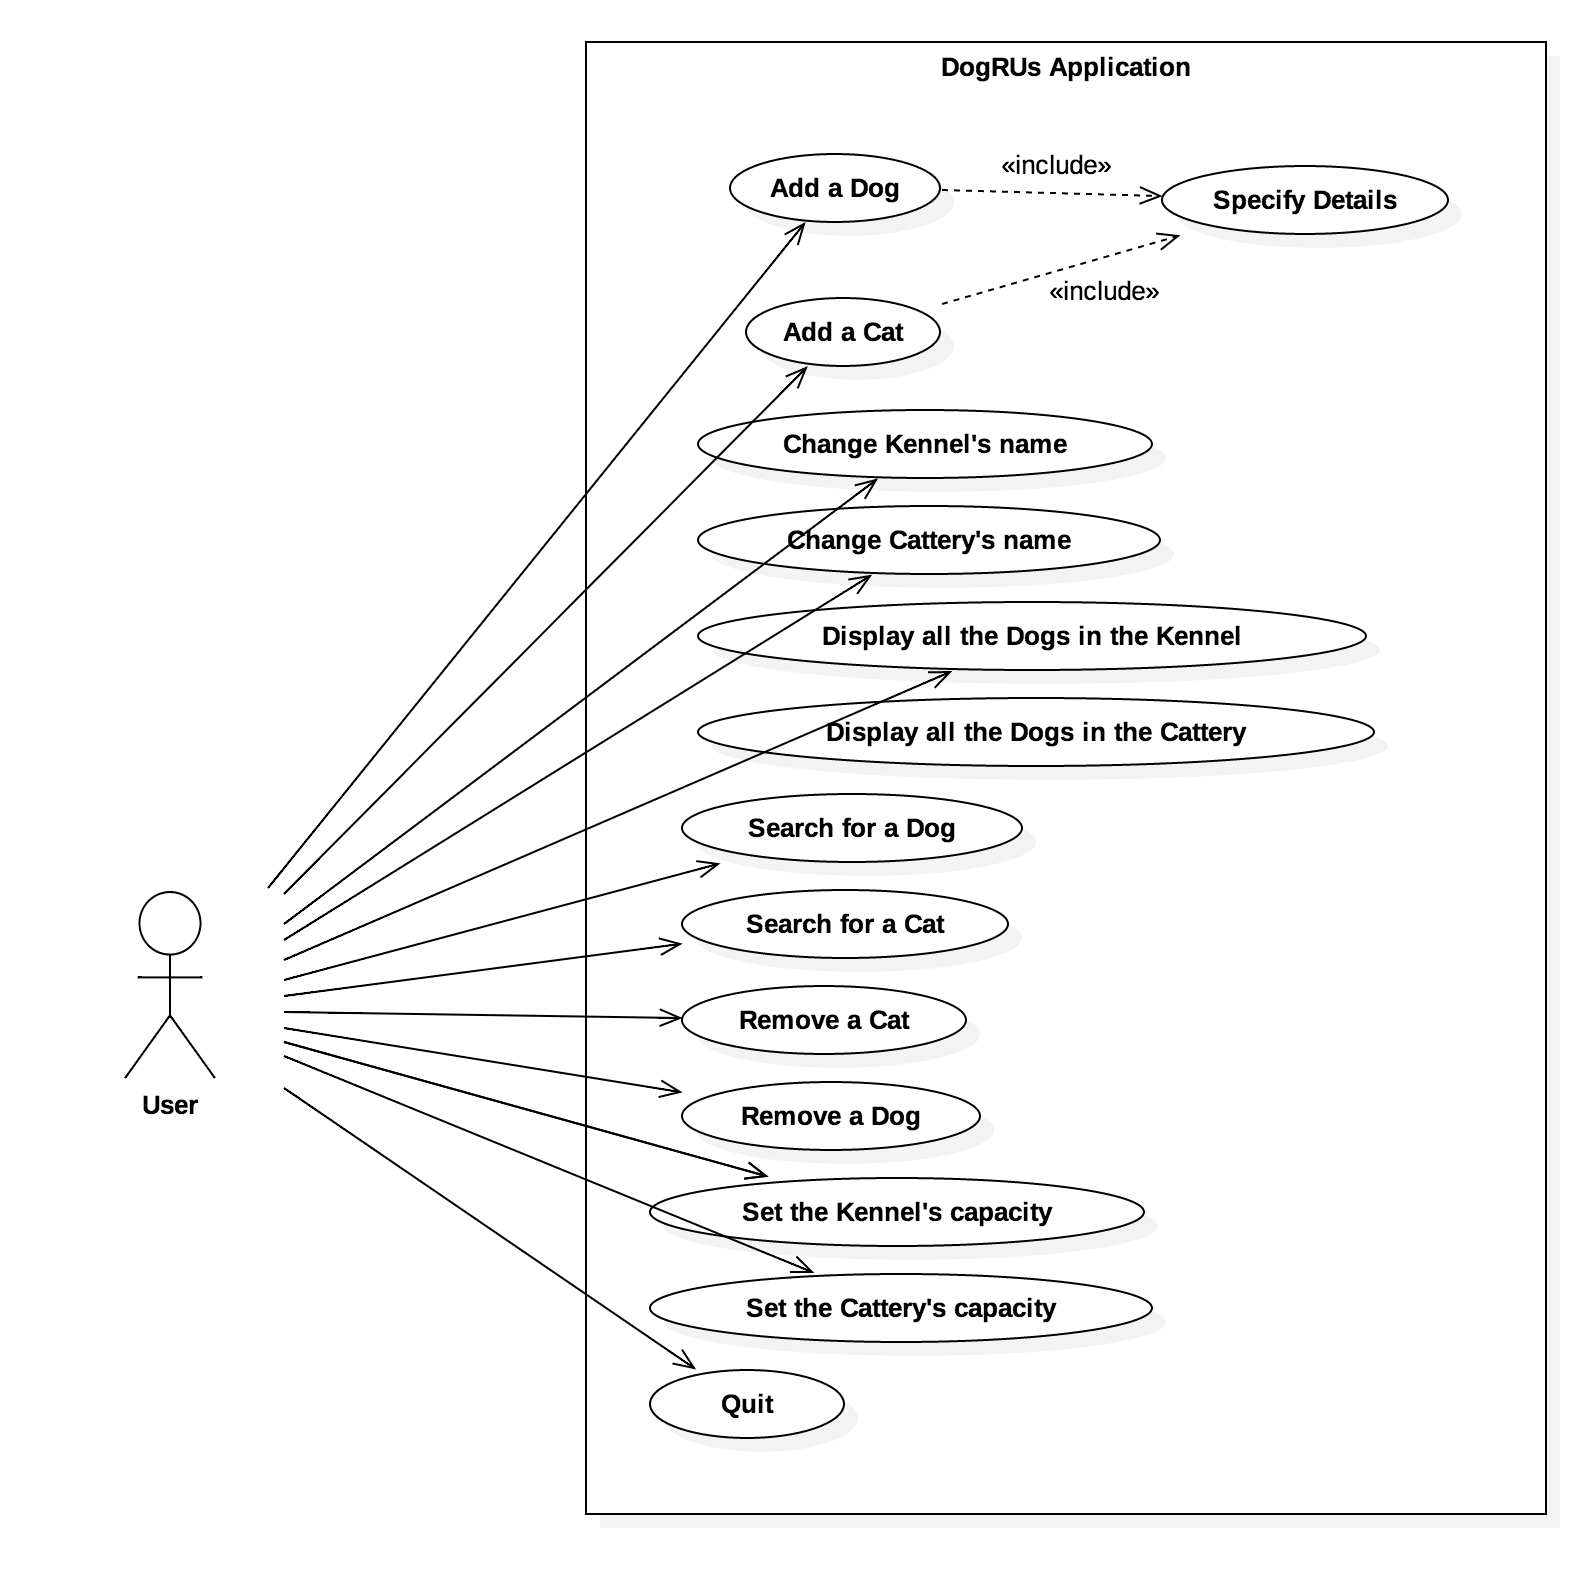 DogRUs Application
«include»
Add a Dog
Specify Details
«include»
Add a Cat
Change Kennel's name
Change Cattery's name
Display all the Dogs in the Kennel
Display all the Dogs in the Cattery
Search for a Dog
Search for a Cat
Remove a Cat
User
Remove a Dog
Set the Kennel's capacity
Set the Cattery's capacity
Quit